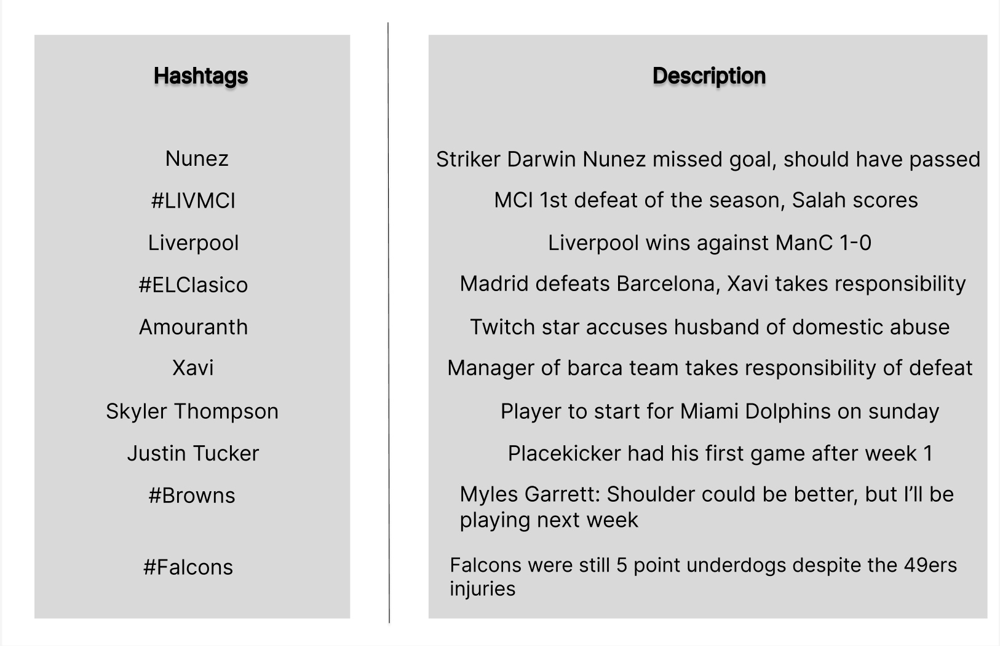 Hashtags
Description
Nunez
Striker Darwin Nunez missed goal, should have passed
#LIVMCI
MCI 1st defeat of the season, Salah scores
Liverpool
Liverpool wins against ManC 1-0
#ELClasico
Madrid defeats Barcelona, Xavi takes responsibility
Amouranth
Twitch star accuses husband of domestic abuse
Xavi
Manager of barca team takes responsibility of defeat
Skyler Thompson
Player to start for Miami Dolphins on sunday
Justin Tucker
Placekicker had his first game after week 1
#Browns
Myles Garrett: Shoulder could be better, but I’ll be
playing next week
#Falcons
Falcons were still 5 point underdogs despite the 49ers
injuries